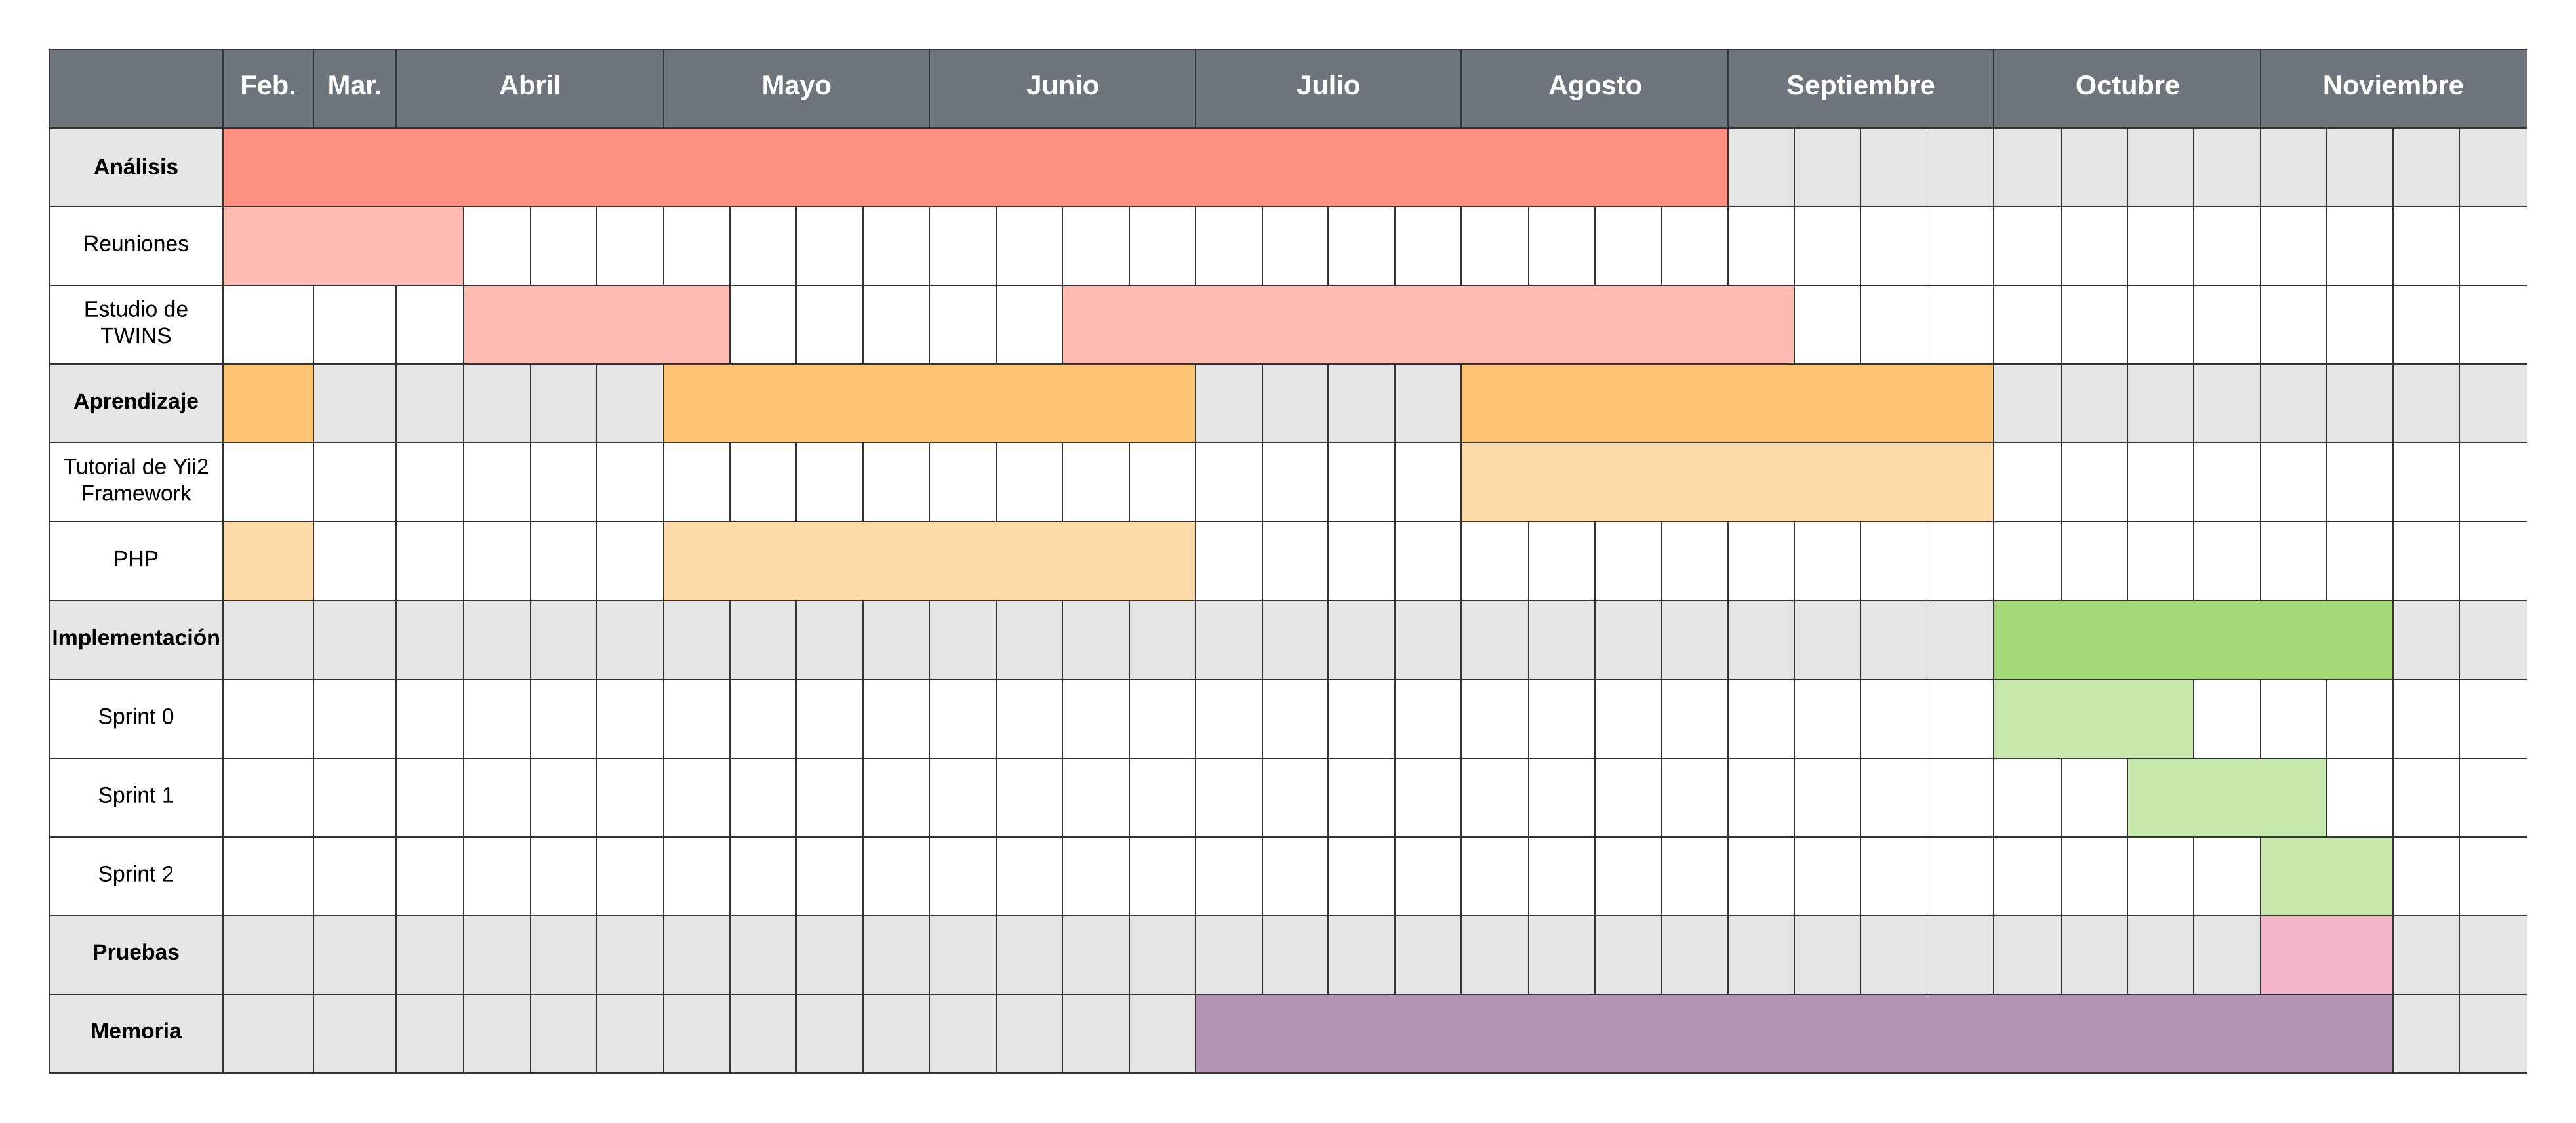 Feb. Mar. Abril Mayo Junio Julio Agosto Septiembre Octubre Noviembre
Análisis
Reuniones
Estudio de
TWINS
Aprendizaje
Tutorial de Yii2
Framework
PHP
Implementación
Sprint 0
Sprint 1
Sprint 2
Pruebas
Memoria